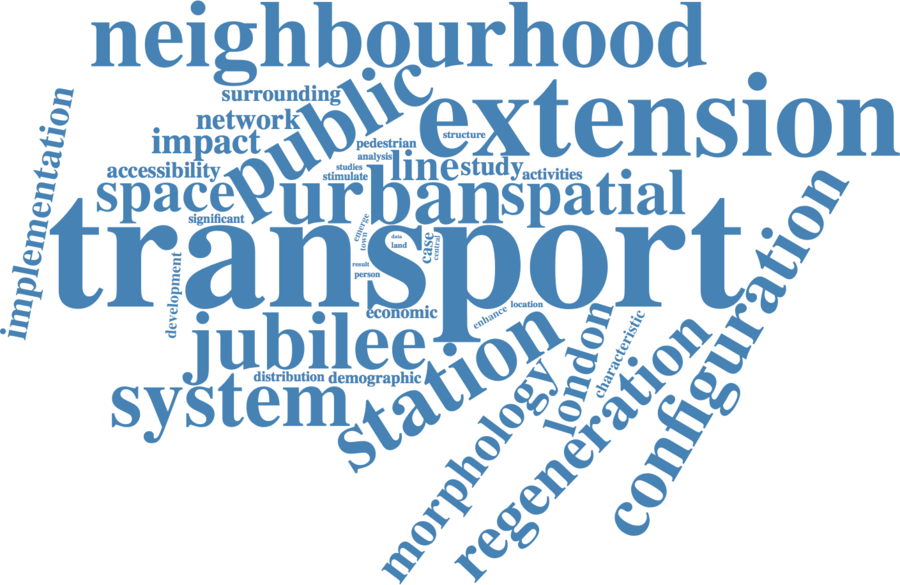 neighbourhood
surrounding
public
extension
network
structure
implementation
impact
pedestrian
analysis
line
study
accessibility
studies
stimulate
activities
space
urban
spatial
significant
transport
emerge
town
data
land
case
central
result
person
development
economic
enhance
location
configuration
jubilee
station
london
characteristic
distribution
demographic
system
morphology
regeneration